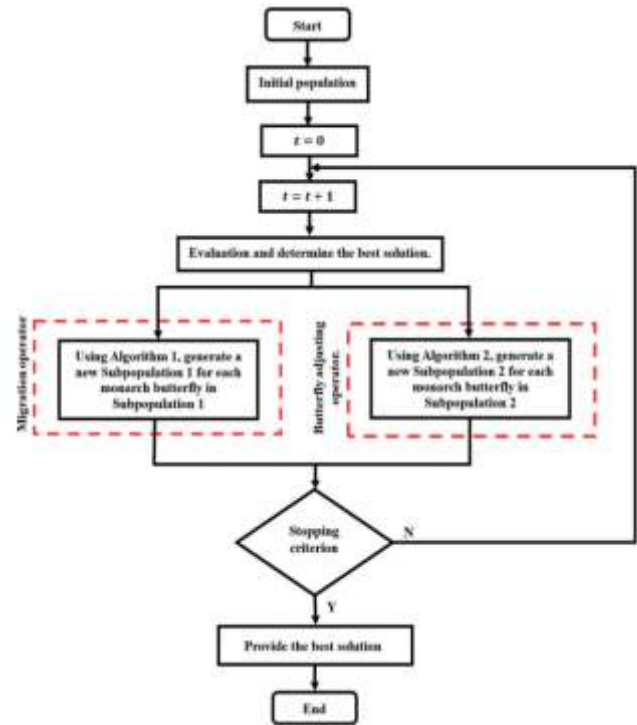 Start
Initial population
t = 0
t = t + 1
Evaluation and determine the best solution.
Migration operator
Using Algorithm 1, generate a
new Subpopulation 1 for each
monarch butterfly in
Subpopulation 1
Butterfly adjusting
operator.
Using Algorithm 2, generate a
new Subpopulation 2 for each
monarch butterfly in
Subpopulation 2
Stopping
criterion
N
Y
Provide the best solution
End